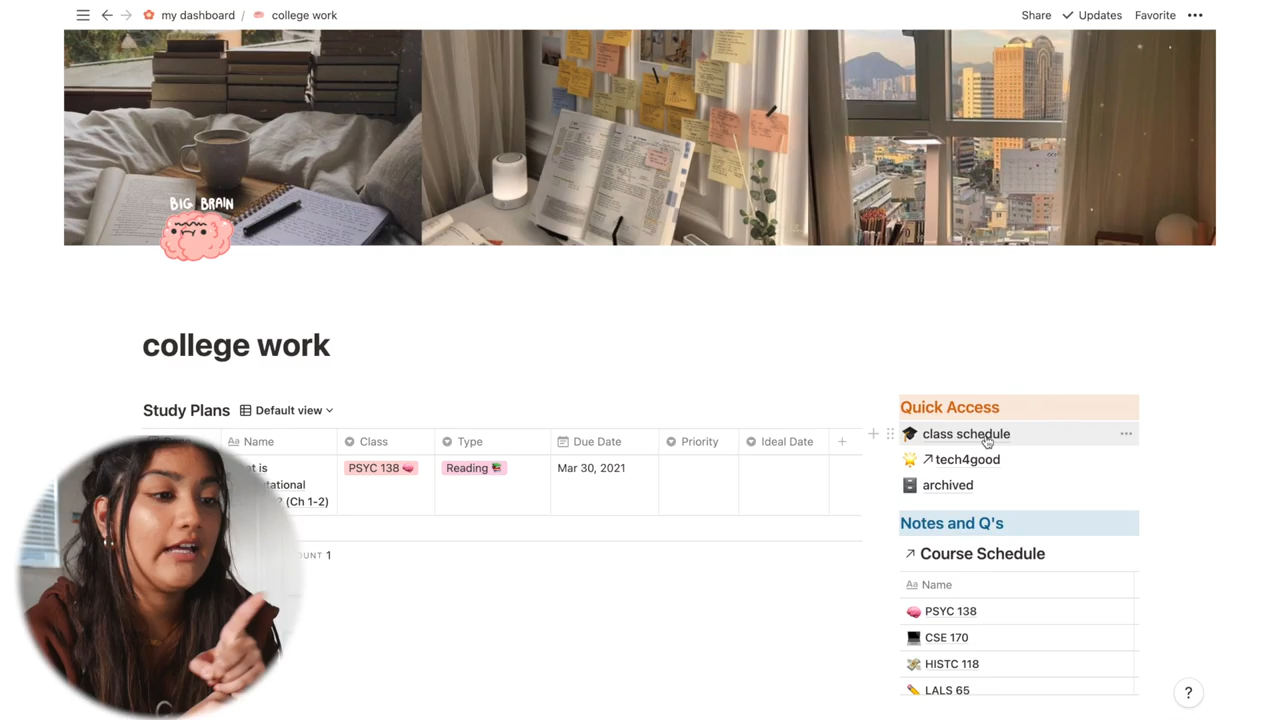 my dashboard / college work
Share Updates Favorite
BIG BRAIN
college work
Study Plans Default view
Quick Access
class schedule
tech4good
archived
Name Class Type Due Date Priority Ideal Date
is PSYC 138 Reading Mar 30, 2021
(Ch 1-2)
1
Notes and Q's
Course Schedule
Name
PSYC 138
CSE 170
HISTC 118
LALS 65
?